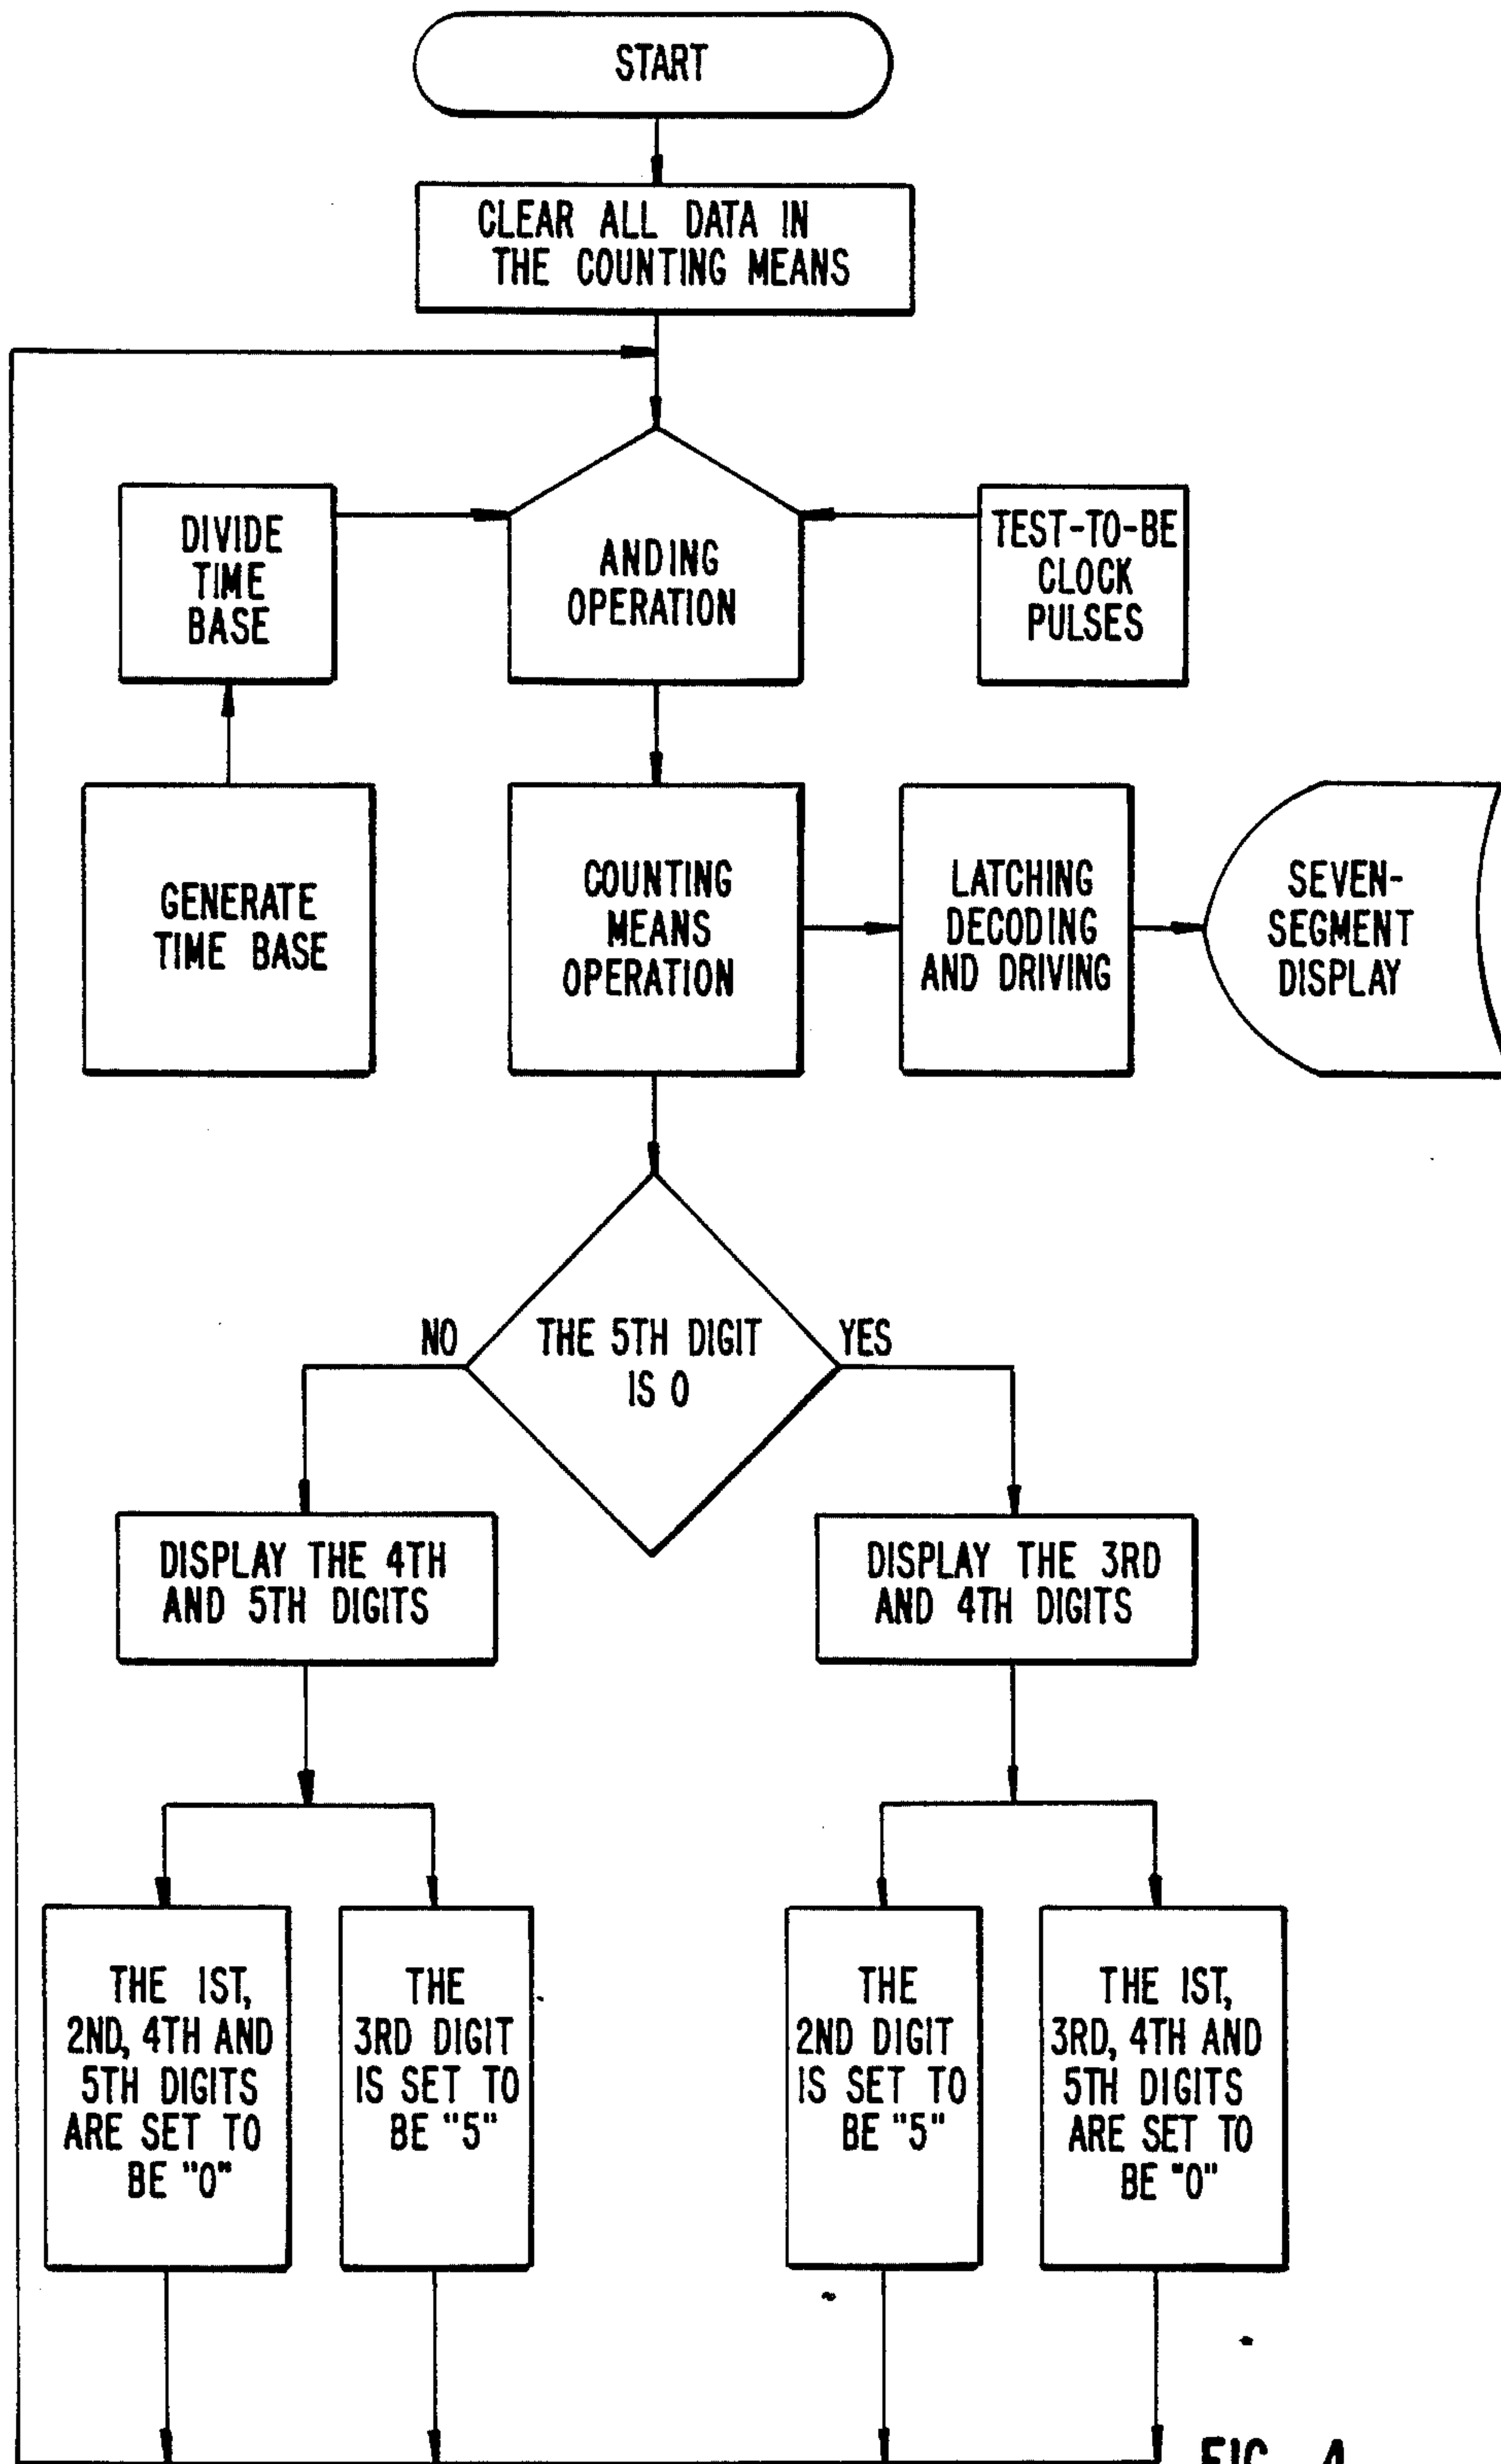 START
CLEAR ALL DATA IN
THE COUNTING MEANS
DIVIDE
TIME
BASE
ANDING
OPERATION
TEST-TO-BE
CLOCK
PULSES
GENERATE
TIME BASE
COUNTING
MEANS
OPERATION
LATCHING
DECODING
AND DRIVING
SEVEN-
SEGMENT
DISPLAY
NO
THE 5TH DIGIT
IS 0
YES
DISPLAY THE 4TH
AND 5TH DIGITS
DISPLAY THE 3RD
AND 4TH DIGITS
THE 1ST,
2ND, 4TH AND
5TH DIGITS
ARE SET TO
BE "0"
THE
3RD DIGIT
IS SET TO
BE "5"
THE
2ND DIGIT
IS SET TO
BE "5"
THE 1ST,
3RD, 4TH AND
5TH DIGITS
ARE SET TO
BE "0"
FIG. 4